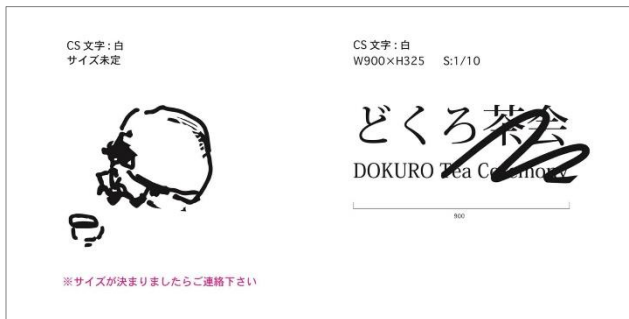 CS 文字 : 白
サイズ未定
※サイズが決まりましたらご連絡下さい
CS 文字 : 白
W900×H325 S:1/10
どくろ茶会
DOKURO Tea Ceremony
900